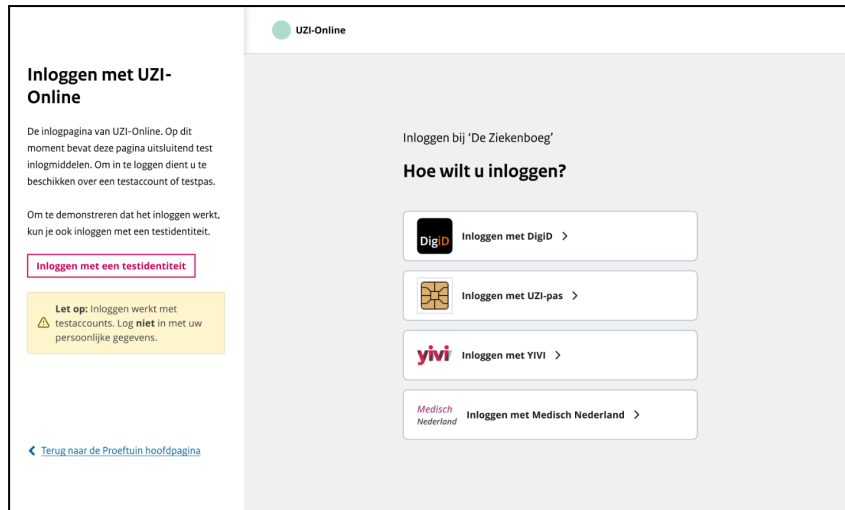 UZI-Online
Inloggen met UZI-
Online
De inlogpagina van UZI-Online. Op dit
moment bevat deze pagina uitsluitend test
inlogmiddelen. Om in te loggen dient u te
beschikken over een testaccount of testpas.
Om te demonstreren dat het inloggen werkt,
kun je ook inloggen met een testidentiteit.
Inloggen met een testidentiteit
Let op: Inloggen werkt met
testaccounts. Log niet in met uw
persoonlijke gegevens.
Terug naar de Proeftuin hoofdpagina
Inloggen bij ‘De Ziekenboeg’
Hoe wilt u inloggen?
DigiD Inloggen met DigiD
Inloggen met UZI-pas
yivi Inloggen met YIVI
Medisch
Nederland
Inloggen met Medisch Nederland